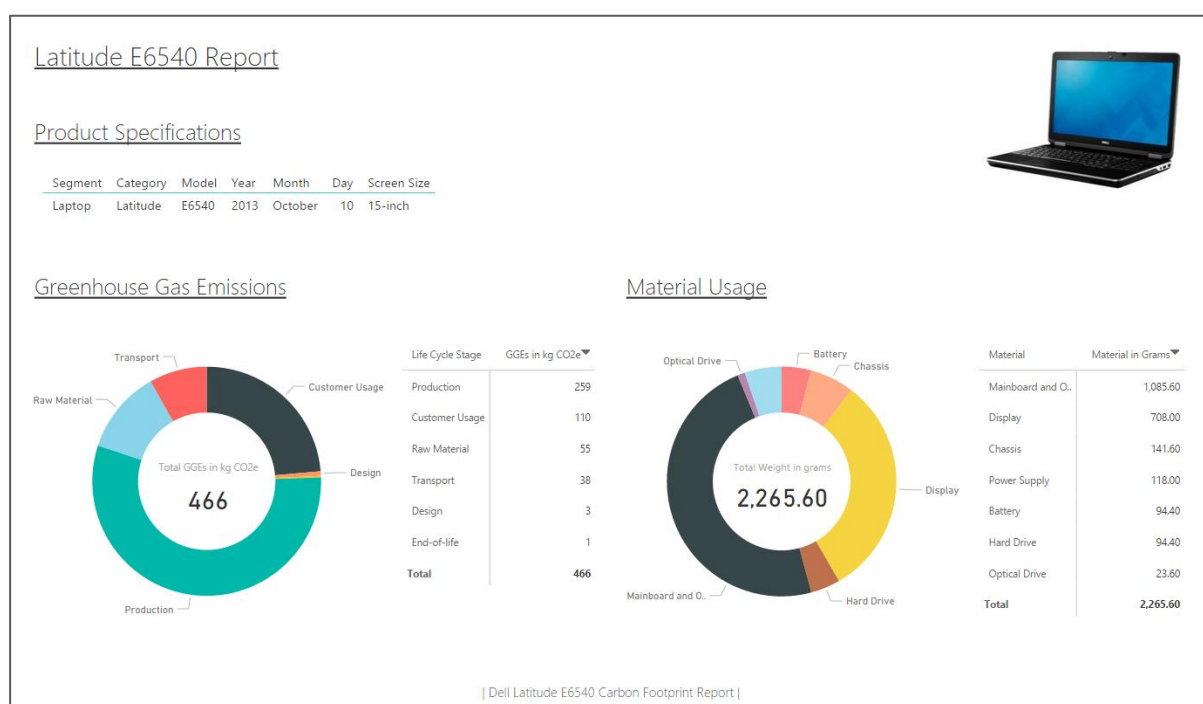 Latitude E6540 Report
Product Specifications
Segment Category Model Year Month Day Screen Size
Laptop Latitude E6540 2013 October 10 15-inch
Greenhouse Gas Emissions
Transport
Customer Usage
Raw Material
Design
Production
Total GGEs in kg CO2e
466
Life Cycle Stage GGEs in kg CO2e
Production 259
Customer Usage 110
Raw Material 55
Transport 38
Design 3
End-of-life 1
Total 466
Material Usage
Optical Drive
Battery
Chassis
Display
Mainboard and O..
Hard Drive
Total Weight in grams
2,265.60
Material Material in Grams
Mainboard and O.. 1,085.60
Display 708.00
Chassis 141.60
Power Supply 118.00
Battery 94.40
Hard Drive 94.40
Optical Drive 23.60
Total 2,265.60
| Dell Latitude E6540 Carbon Footprint Report |